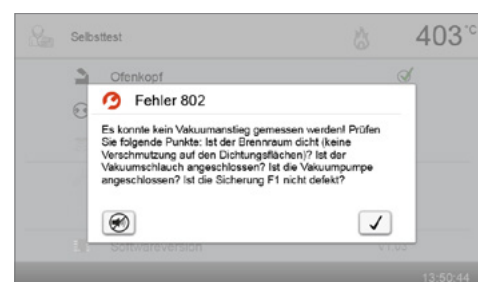 Selbsttest
403°C
Ofenkopf
Fehler 802
Es konnte kein Vakuumanstieg gemessen werden! Prüfen
Sie folgende Punkte: Ist der Brennraum dicht (keine
Verschmutzung auf den Dichtungsflächen)? Ist der
Vakuumschlauch angeschlossen? Ist die Vakuumpumpe
angeschlossen? Ist die Sicherung F1 nicht defekt?
Softwareversion
13:50:44